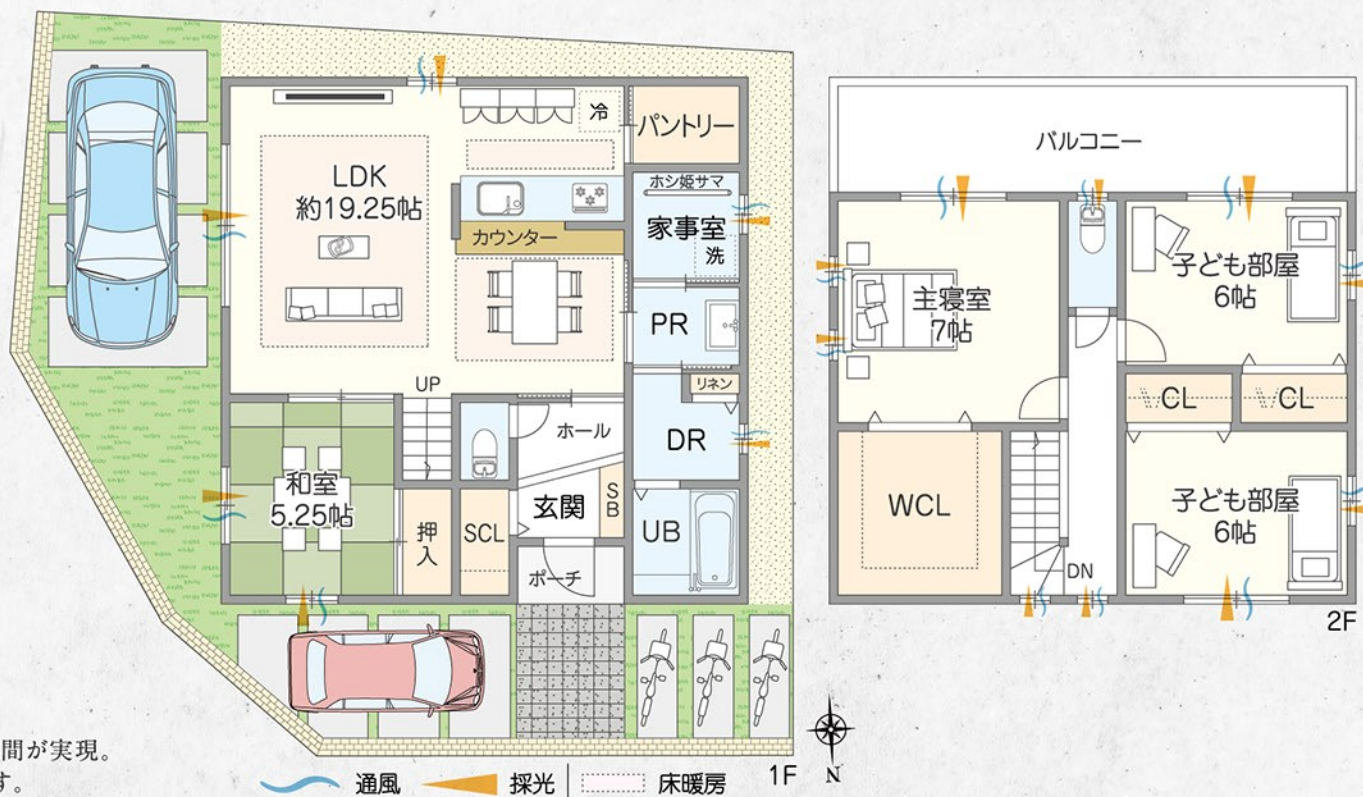 LDK
約19.25帖
冷
パントリー
ホシ姫サマ
家事室
洗
カウンター
PR
リネン
UP
ホール
DR
和室
5.25帖
押入
SCL
玄関
SB
UB
ポーチ
1F
バルコニー
主寝室
7帖
子ども部屋
6帖
CL
CL
WCL
子ども部屋
6帖
DN
2F
N
間が実現。
す。
通風
採光
床暖房